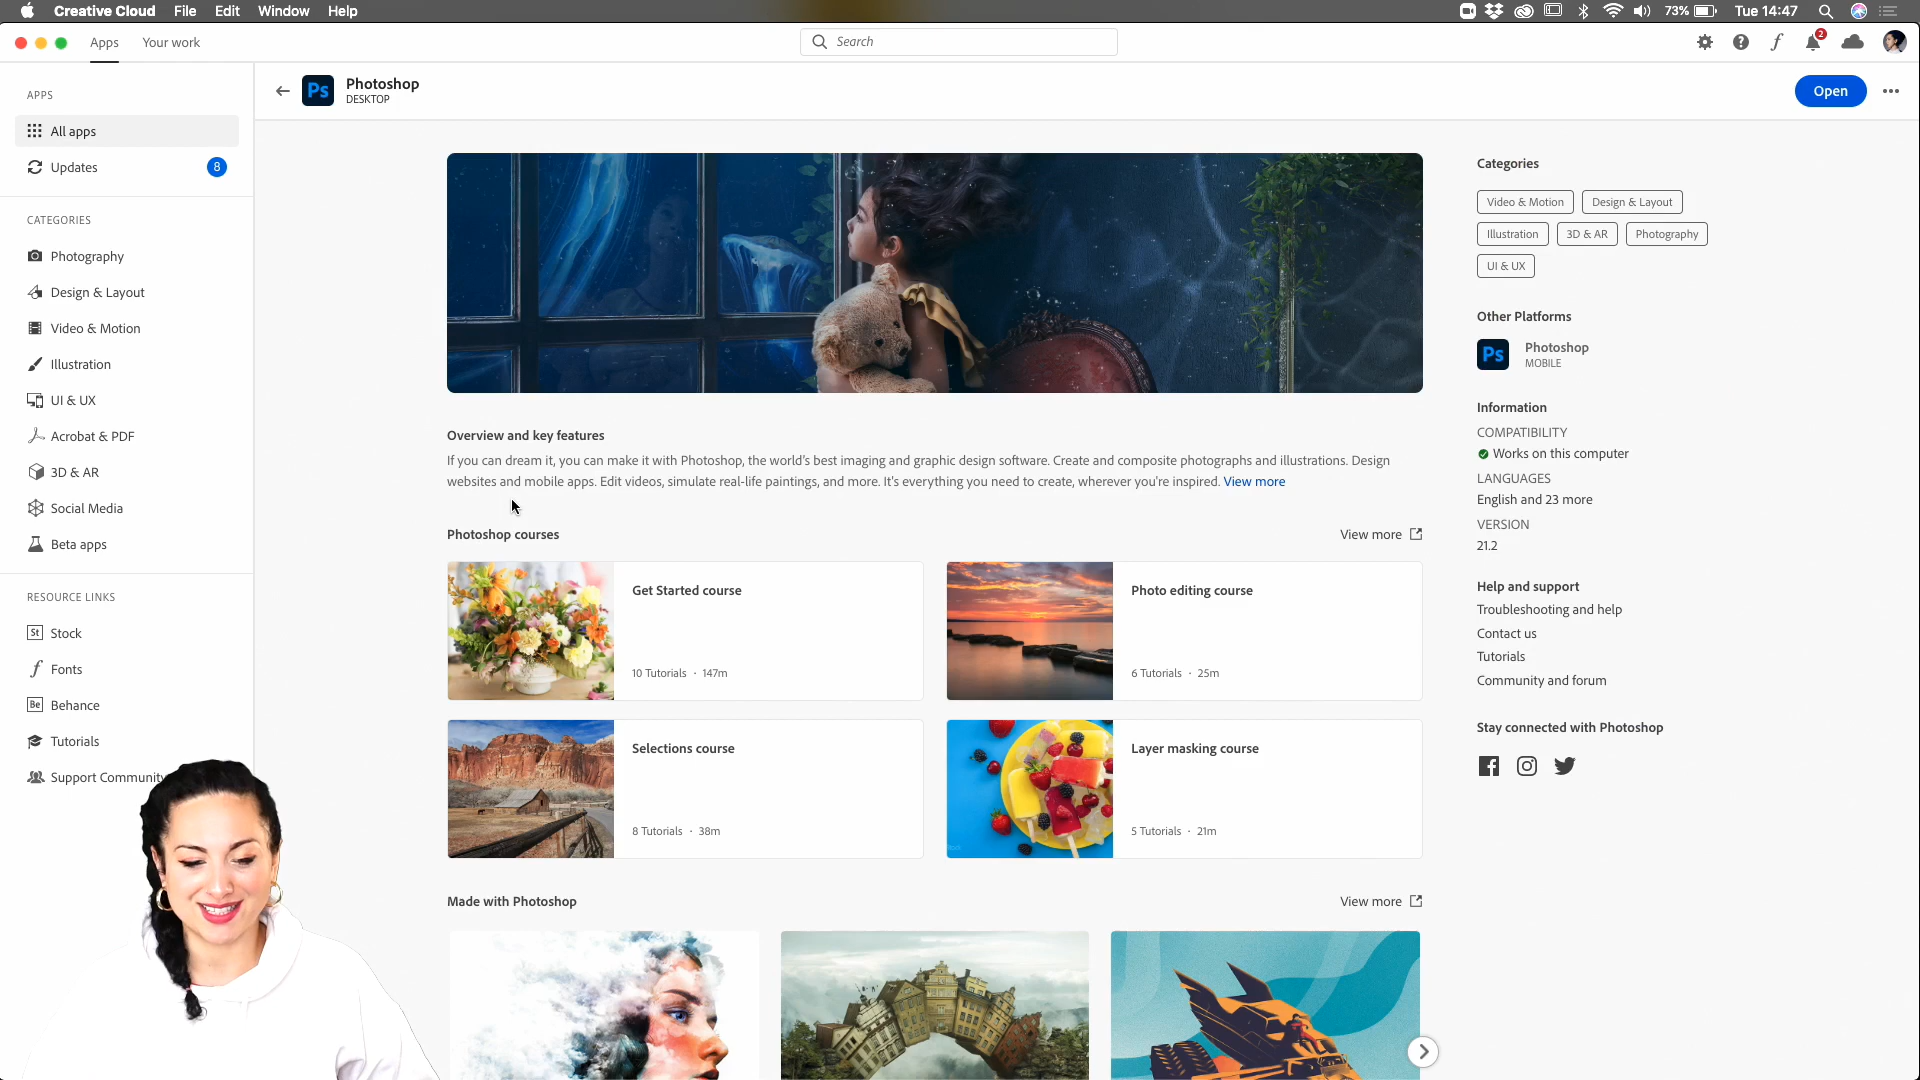 Creative Cloud File Edit Window Help
73% Tue 14:47
Apps Your work
Search
2
APPS
All apps
Updates
8
CATEGORIES
Photography
Design & Layout
Video & Motion
Illustration
UI & UX
Acrobat & PDF
3D & AR
Social Media
Beta apps
RESOURCE LINKS
St Stock
Fonts
Be Behance
Tutorials
Support Community
Ps Photoshop
DESKTOP
Open
Overview and key features
If you can dream it, you can make it with Photoshop, the world's best imaging and graphic design software. Create and composite photographs and illustrations. Design
websites and mobile apps. Edit videos, simulate real-life paintings, and more. It's everything you need to create, wherever you're inspired. View more
Photoshop courses
View more
Get Started course
10 Tutorials · 147m
Photo editing course
6 Tutorials · 25m
Selections course
8 Tutorials · 38m
Layer masking course
5 Tutorials · 21m
Made with Photoshop
View more
Categories
Video & Motion Design & Layout
Illustration 3D & AR Photography
UI & UX
Other Platforms
Ps Photoshop
MOBILE
Information
COMPATIBILITY
Works on this computer
LANGUAGES
English and 23 more
VERSION
21.2
Help and support
Troubleshooting and help
Contact us
Tutorials
Community and forum
Stay connected with Photoshop